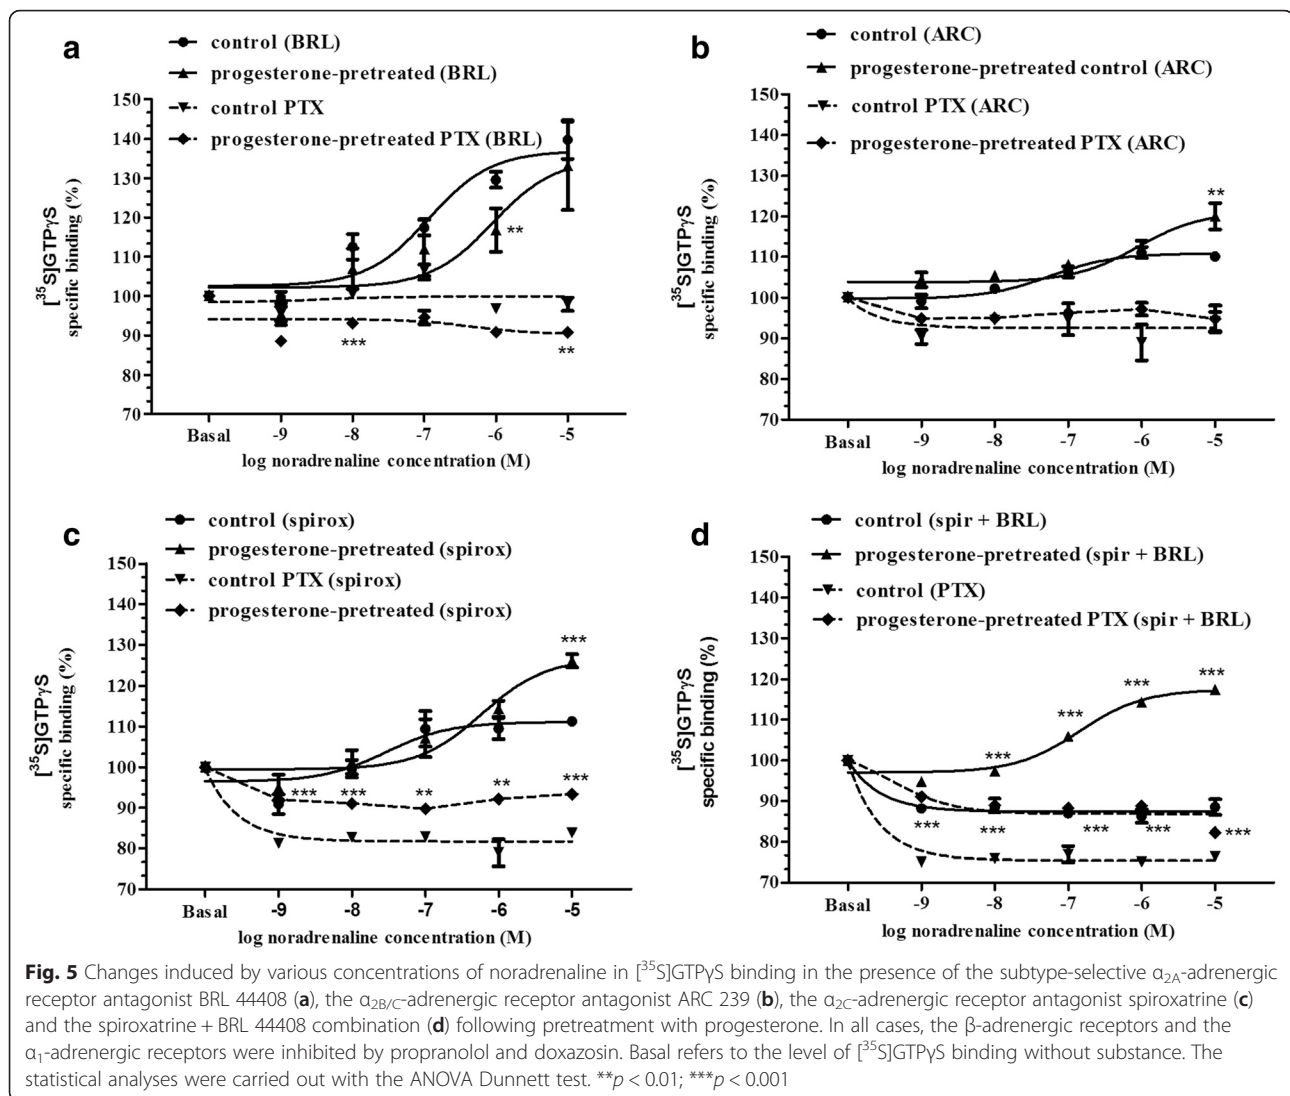 a
control (BRL)
progesterone-pretreated (BRL)
control PTX
progesterone-pretreated PTX (BRL)
[³⁵S]GTPγS
specific binding (%)
150
140
130
120
110
100
90
80
70
**
***
**
Basal -9 -8 -7 -6 -5
log noradrenaline concentration (M)
b
control (ARC)
progesterone-pretreated control (ARC)
control PTX (ARC)
progesterone-pretreated PTX (ARC)
[³⁵S]GTPγS
specific binding (%)
150
140
130
120
110
100
90
80
70
**
Basal -9 -8 -7 -6 -5
log noradrenaline concentration (M)
c
control (spirox)
progesterone-pretreated (spirox)
control PTX (spirox)
progesterone-pretreated (spirox)
[³⁵S]GTPγS
specific binding (%)
150
140
130
120
110
100
90
80
70
***
*** *** ** ** ***
Basal -9 -8 -7 -6 -5
log noradrenaline concentration (M)
d
control (spir + BRL)
progesterone-pretreated (spir + BRL)
control (PTX)
progesterone-pretreated PTX (spir + BRL)
[³⁵S]GTPγS
specific binding (%)
150
140
130
120
110
100
90
80
70
*** *** *** ***
*** *** *** *** ***
Basal -9 -8 -7 -6 -5
log noradrenaline concentration (M)
Fig. 5 Changes induced by various concentrations of noradrenaline in [³⁵S]GTPγS binding in the presence of the subtype-selective α₂A-adrenergic
receptor antagonist BRL 44408 (a), the α₂B/C-adrenergic receptor antagonist ARC 239 (b), the α₂C-adrenergic receptor antagonist spiroxatrine (c)
and the spiroxatrine + BRL 44408 combination (d) following pretreatment with progesterone. In all cases, the β-adrenergic receptors and the
α₁-adrenergic receptors were inhibited by propranolol and doxazosin. Basal refers to the level of [³⁵S]GTPγS binding without substance. The
statistical analyses were carried out with the ANOVA Dunnett test. **p < 0.01; ***p < 0.001